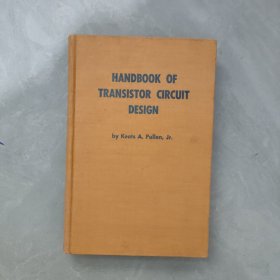 HANDBOOK OF
TRANSISTOR CIRCUIT
DESIGN
by Keats A. Pullen, Jr.